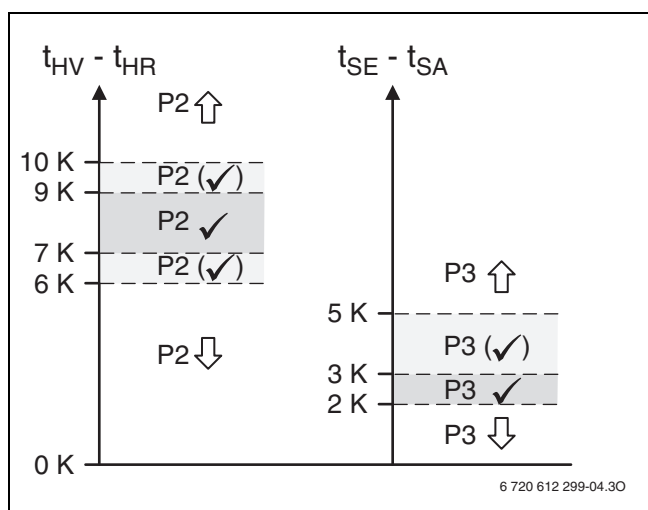 tHV - tHR
P2
10 K
P2 (✓)
9 K
P2 ✓
7 K
P2 (✓)
6 K
P2
0 K
tSE - tSA
P3
5 K
P3 (✓)
3 K
P3 ✓
2 K
P3
6 720 612 299-04.3O